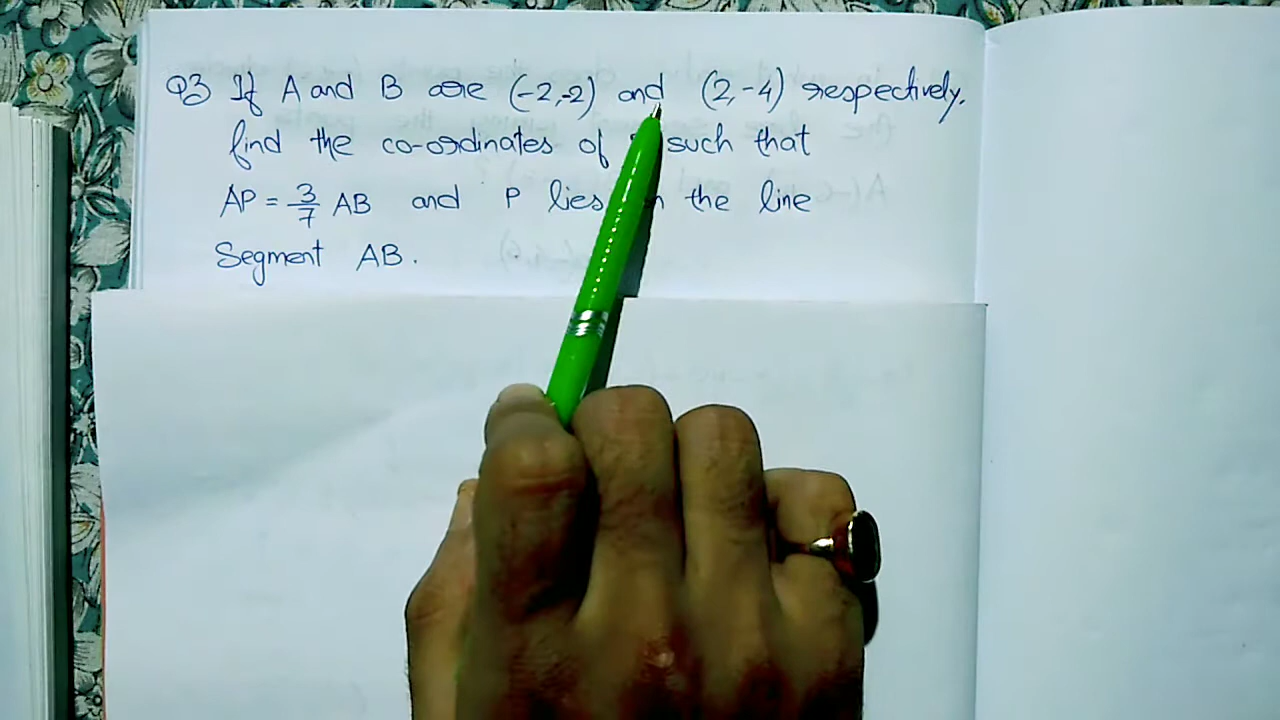 Q3 If A and B are (-2,-2) and (2,-4) respectively,
find the co-ordinates of such that
AP = 3/7 AB and P lies the line
Segment AB.